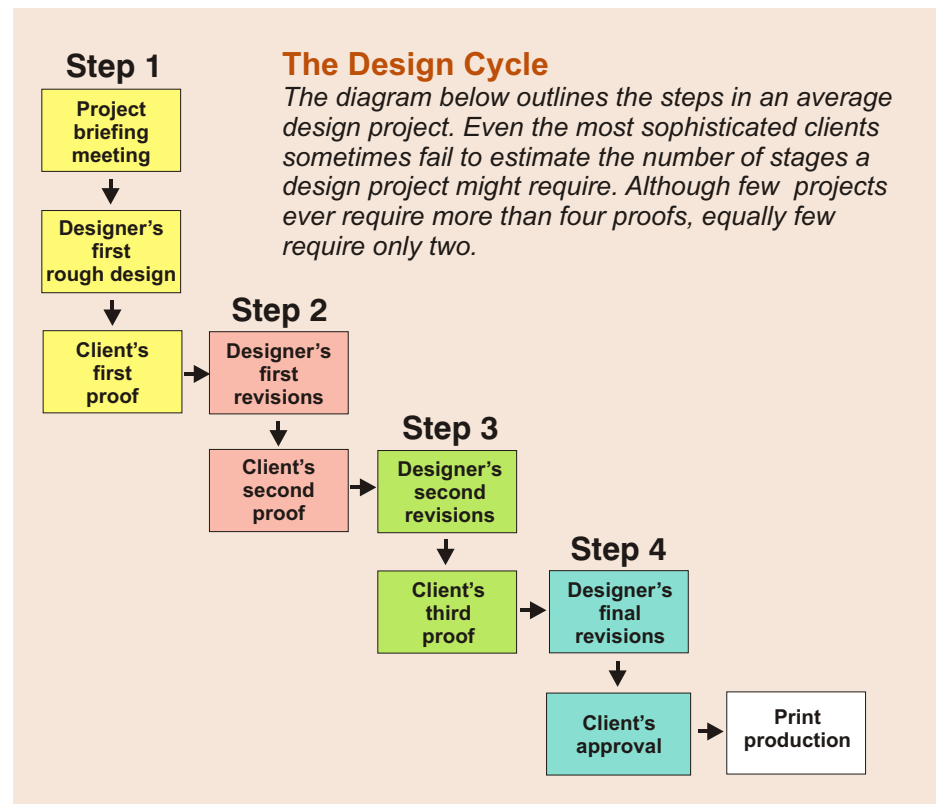 Step 1
Project
briefing
meeting
Designer's
first
rough design
Client's
first
proof
The Design Cycle
The diagram below outlines the steps in an average
design project. Even the most sophisticated clients
sometimes fail to estimate the number of stages a
design project might require. Although few projects
ever require more than four proofs, equally few
require only two.
Step 2
Designer's
first
revisions
Client's
second
proof
Step 3
Designer's
second
revisions
Client's
third
proof
Step 4
Designer's
final
revisions
Client's
approval
Print
production